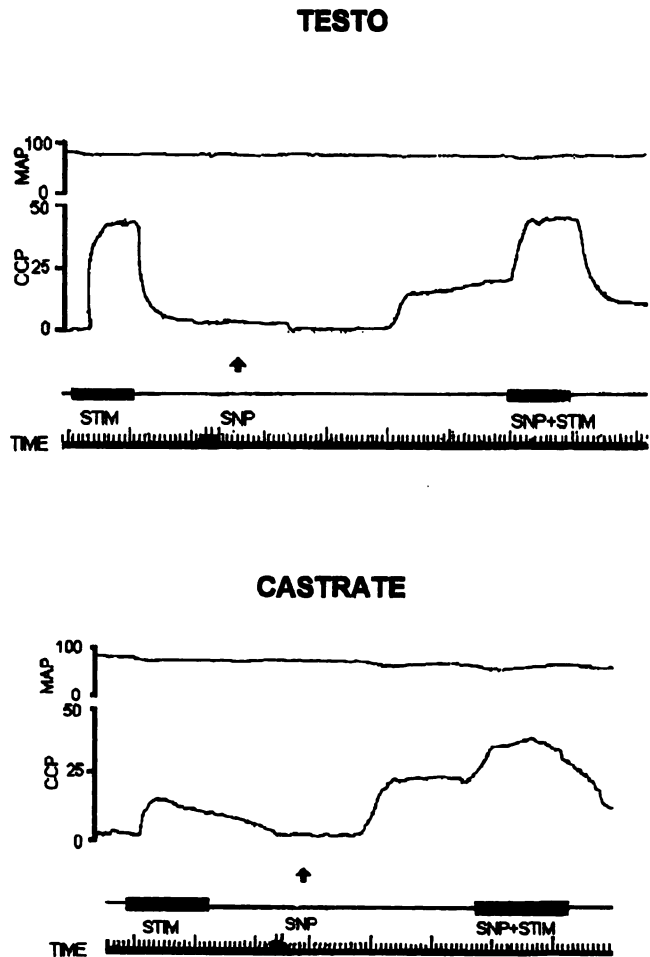 TESTO
100
MAP
0
50
CCP
25
0
STIM SNP SNP+STIM
TIME
CASTRATE
100
MAP
0
50
CCP
25
0
STIM SNP SNP+STIM
TIME